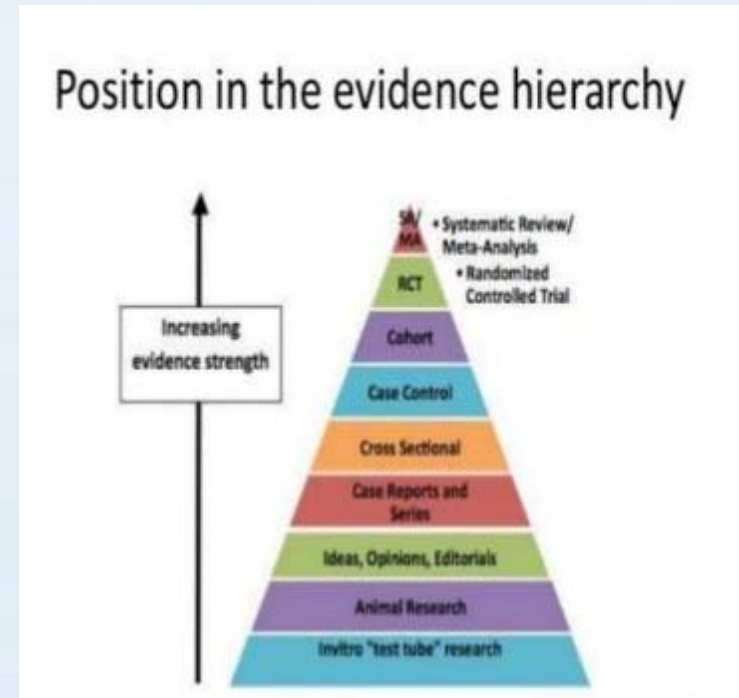 Position in the evidence hierarchy
SR/
MA
• Systematic Review/
Meta-Analysis
RCT
• Randomized
Controlled Trial
Increasing
evidence strength
Cohort
Case Control
Cross Sectional
Case Reports and
Series
Ideas, Opinions, Editorials
Animal Research
Invitro "test tube" research